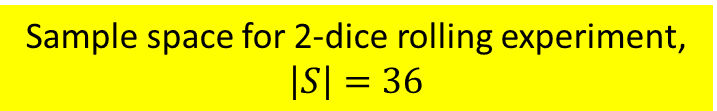 Sample space for 2-dice rolling experiment,
|𝑆| = 36